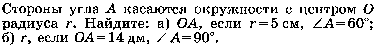 Стороны угла A касаются окружности с центром O
радиуса r. Найдите: а) OA, если r=5 см, ∠A=60°;
б) r, если OA=14 дм, ∠A=90°.